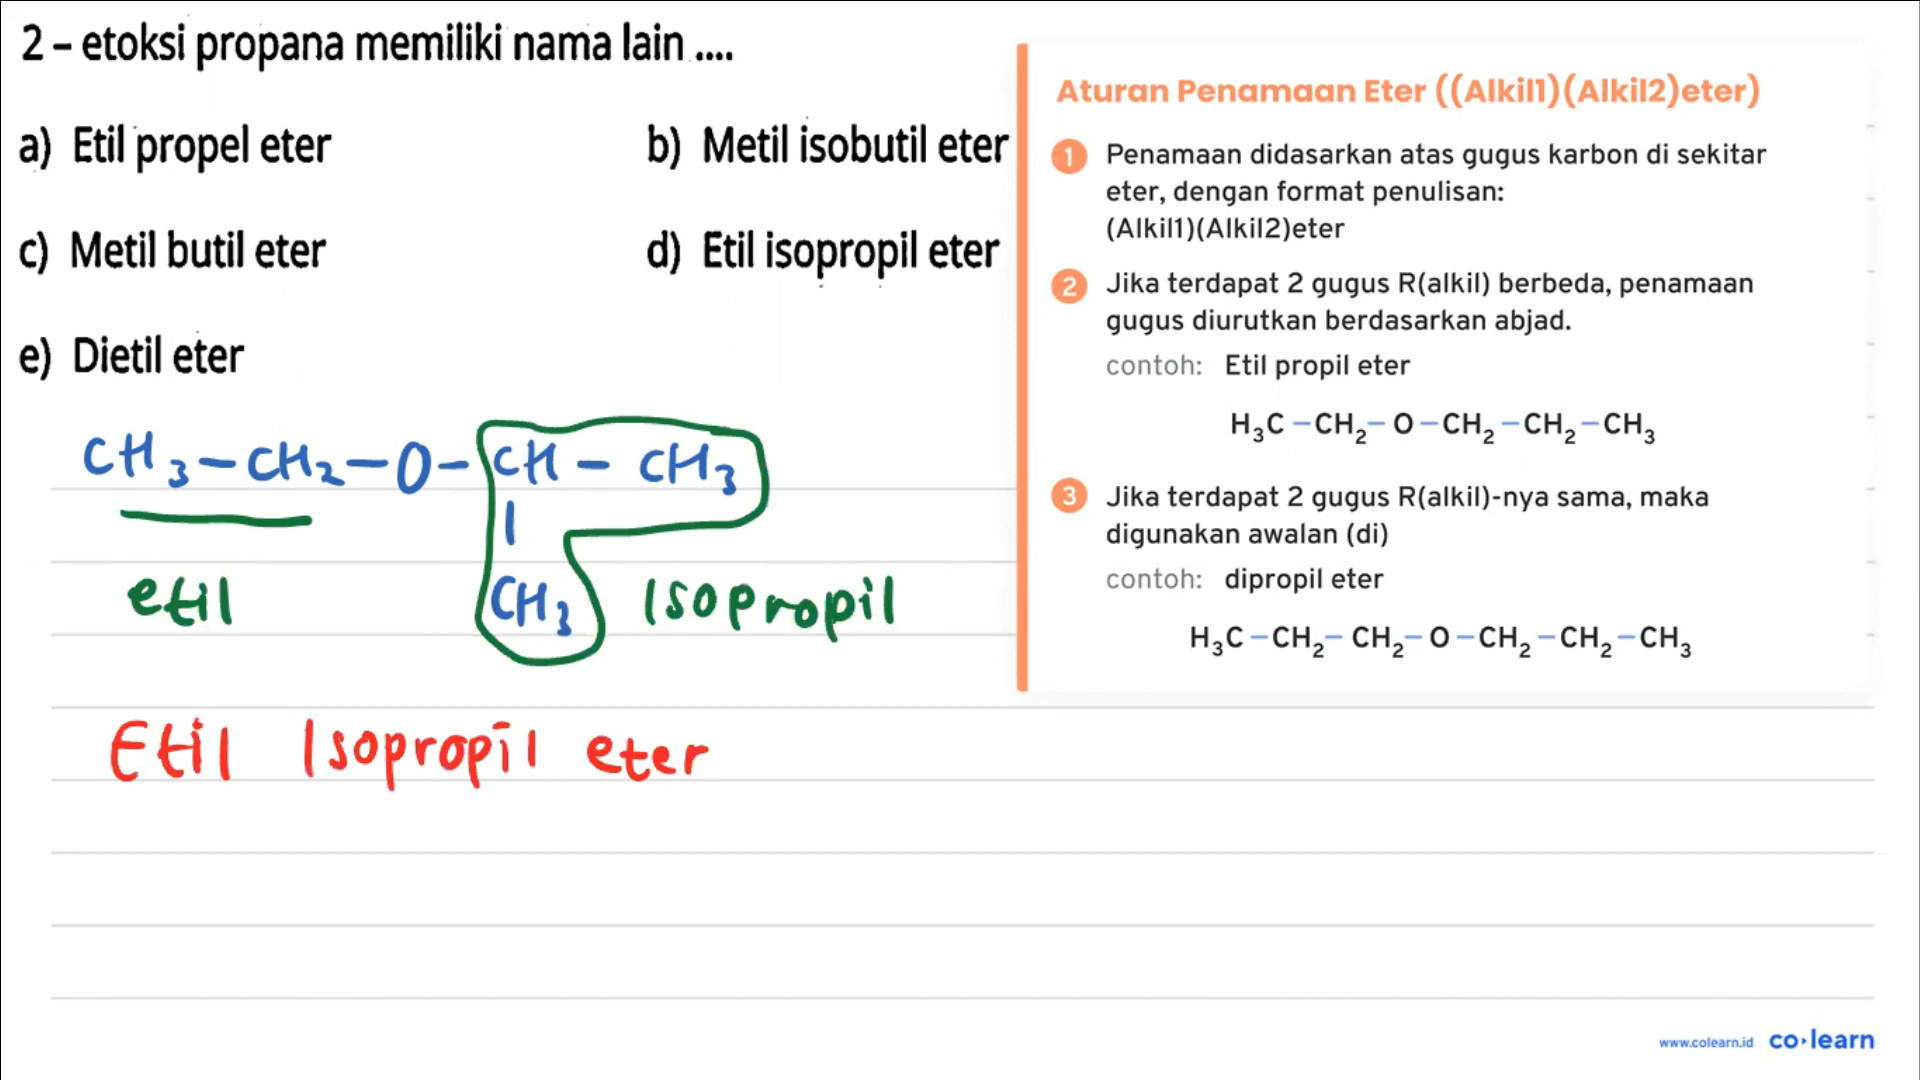 2 – etoksi propana memiliki nama lain ....
a) Etil propel eter
b) Metil isobutil eter
c) Metil butil eter
d) Etil isopropil eter
e) Dietil eter
CH₃–CH₂–O–CH – CH₃
|
CH₃
etil
Isopropil
Etil Isopropil eter
Aturan Penamaan Eter ((Alkil1)(Alkil2)eter)
1 Penamaan didasarkan atas gugus karbon di sekitar
eter, dengan format penulisan:
(Alkil1)(Alkil2)eter
2 Jika terdapat 2 gugus R(alkil) berbeda, penamaan
gugus diurutkan berdasarkan abjad.
contoh: Etil propil eter
H₃C–CH₂–O–CH₂–CH₂–CH₃
3 Jika terdapat 2 gugus R(alkil)-nya sama, maka
digunakan awalan (di)
contoh: dipropil eter
H₃C–CH₂–CH₂–O–CH₂–CH₂–CH₃
www.colearn.id co·learn